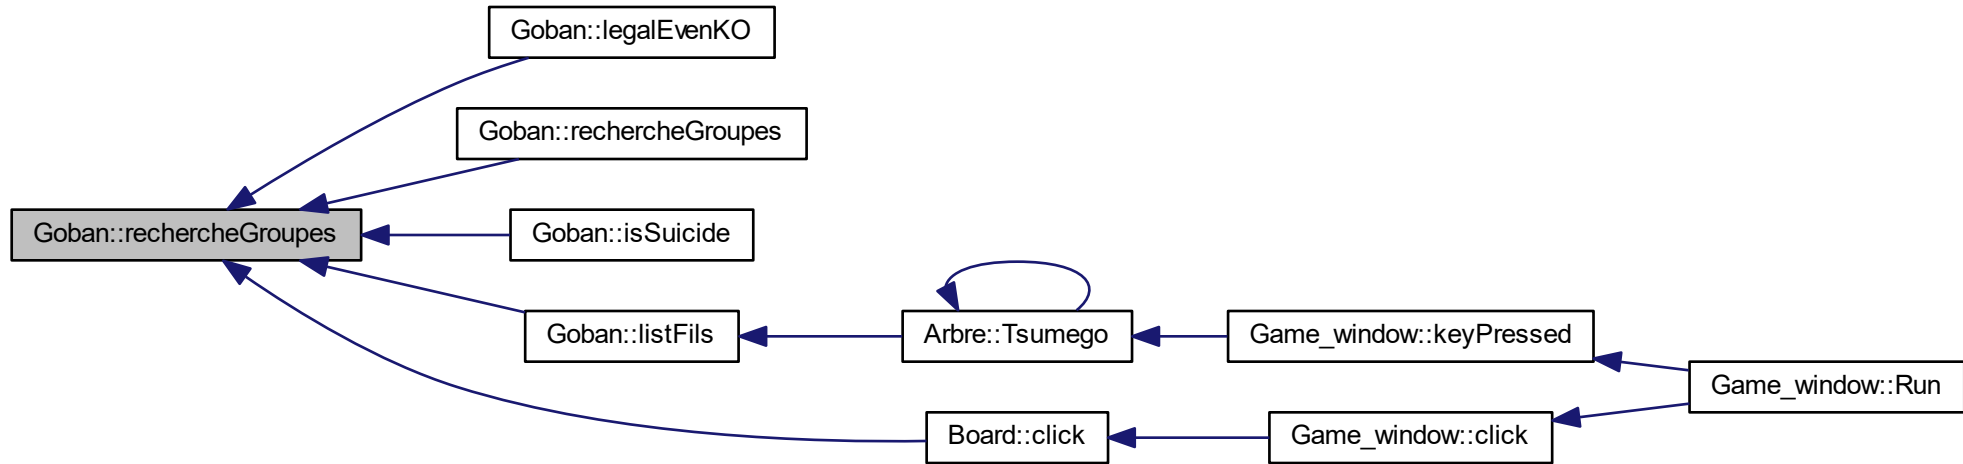 Goban::legalEvenKO
Goban::rechercheGroupes
Goban::rechercheGroupes
Goban::isSuicide
Goban::listFils
Arbre::Tsumego
Game_window::keyPressed
Game_window::Run
Board::click
Game_window::click